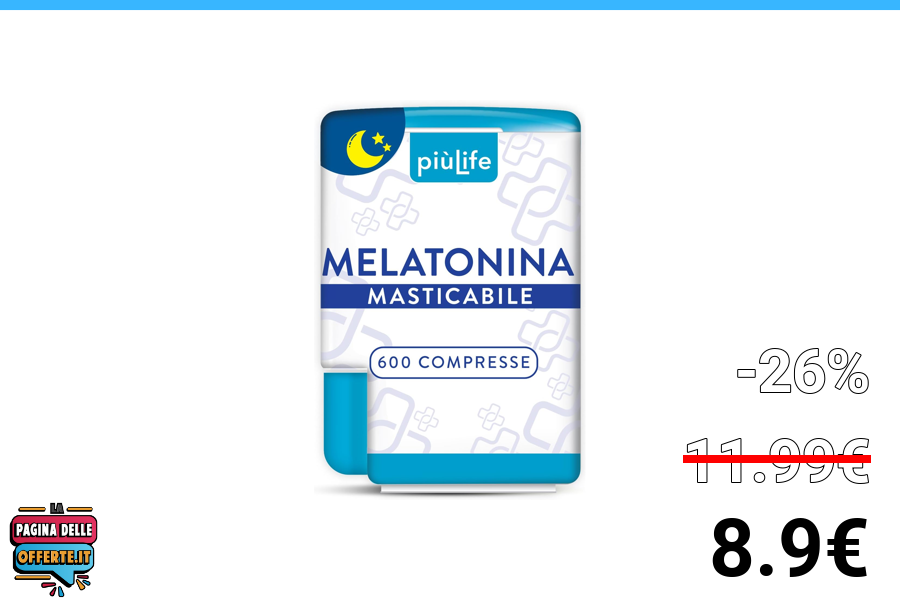 piùLife
MELATONINA
MASTICABILE
600 COMPRESSE
-26%
11.99€
8.9€
LA
PAGINA DELLE
OFFERTE.IT